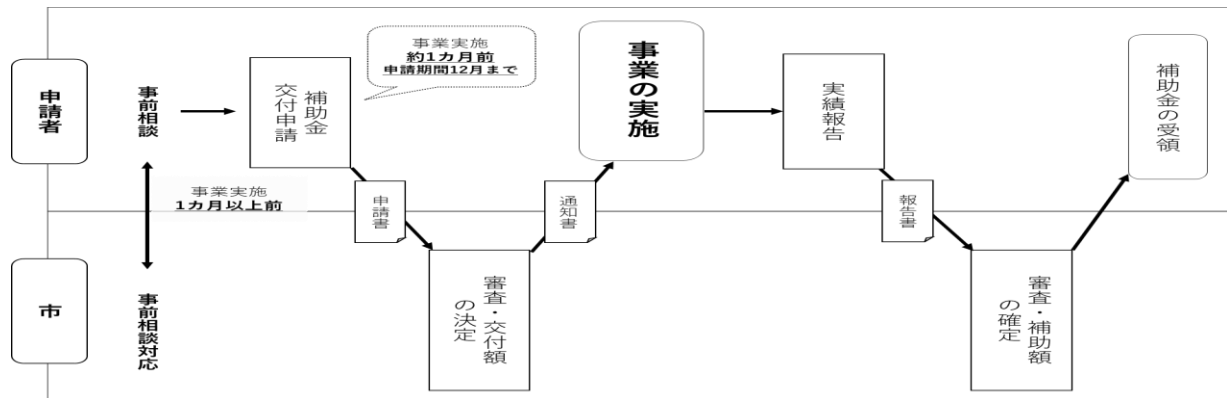 申請者
事前相談
補助金
交付申請
事業実施
約1カ月前
申請期間12月まで
事業の実施
実績報告
補助金の受領
事業実施
1カ月以上前
申請書
通知書
報告書
市
事前相談対応
審査・交付額
の決定
審査・補助額
の確定